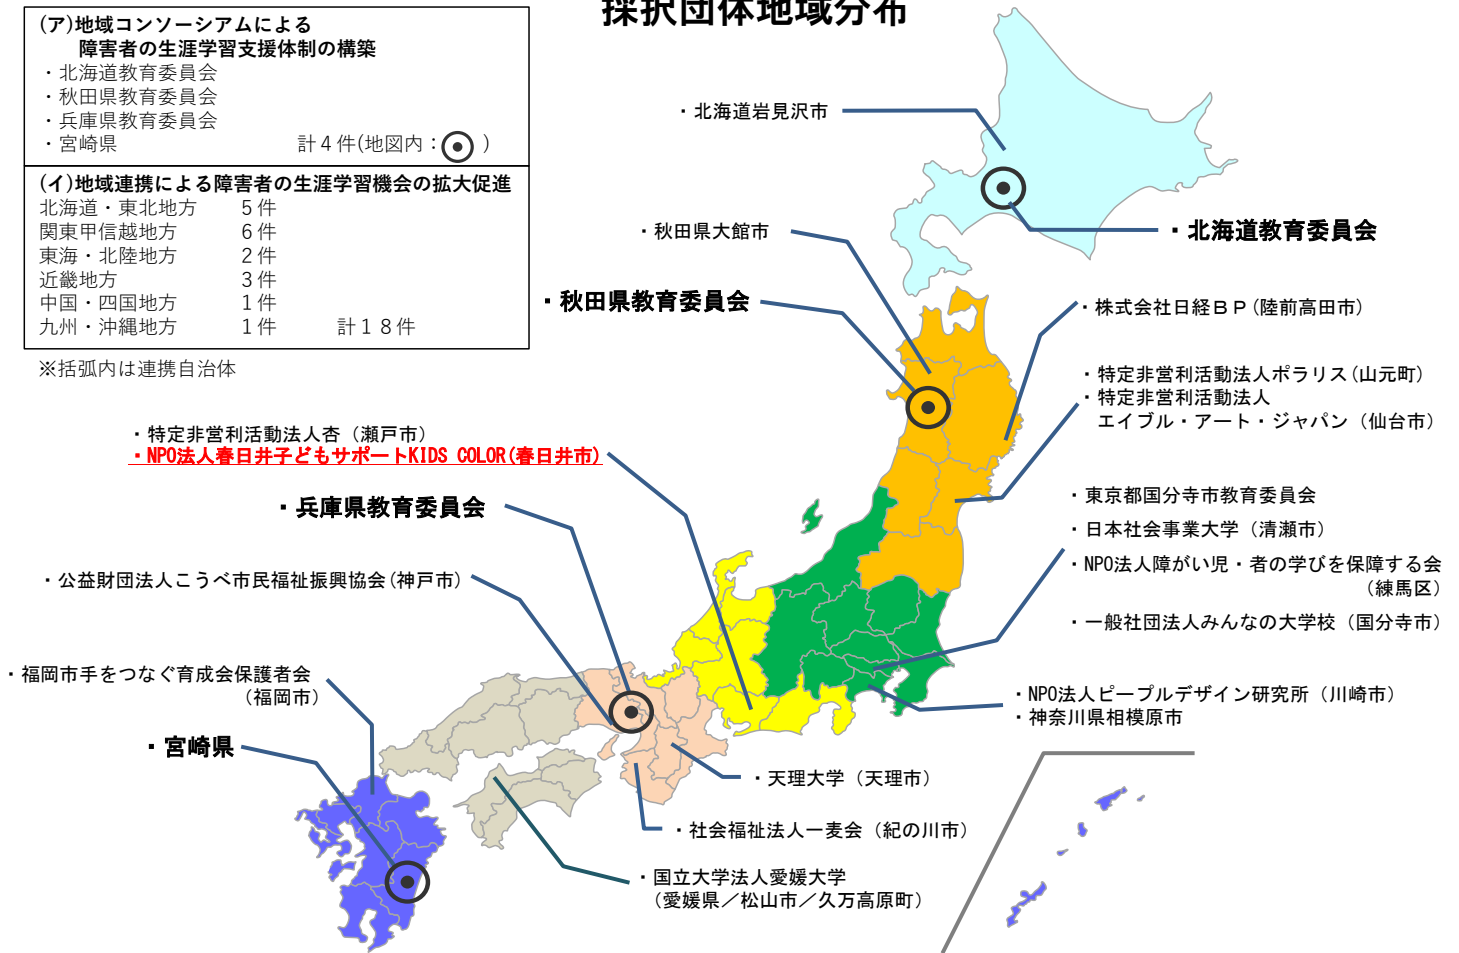 採択団体地域分布
(ア)地域コンソーシアムによる
障害者の生涯学習支援体制の構築
・北海道教育委員会
・秋田県教育委員会
・兵庫県教育委員会
・宮崎県 計４件(地図内：◉ )
(イ)地域連携による障害者の生涯学習機会の拡大促進
北海道・東北地方 ５件
関東甲信越地方 ６件
東海・北陸地方 ２件
近畿地方 ３件
中国・四国地方 １件
九州・沖縄地方 １件 計１８件
※括弧内は連携自治体
・北海道岩見沢市
・北海道教育委員会
・秋田県大館市
・秋田県教育委員会
・株式会社日経ＢＰ(陸前高田市)
・特定非営利活動法人ポラリス(山元町)
・特定非営利活動法人
エイブル・アート・ジャパン（仙台市）
・特定非営利活動法人杏（瀬戸市）
・NPO法人春日井子どもサポートKIDS COLOR(春日井市)
・兵庫県教育委員会
・東京都国分寺市教育委員会
・日本社会事業大学（清瀬市）
・NPO法人障がい児・者の学びを保障する会
（練馬区）
・一般社団法人みんなの大学校（国分寺市）
・公益財団法人こうべ市民福祉振興協会(神戸市)
・福岡市手をつなぐ育成会保護者会
（福岡市）
・NPO法人ピープルデザイン研究所（川崎市）
・神奈川県相模原市
・宮崎県
・天理大学（天理市）
・社会福祉法人一麦会（紀の川市）
・国立大学法人愛媛大学
（愛媛県／松山市／久万高原町）